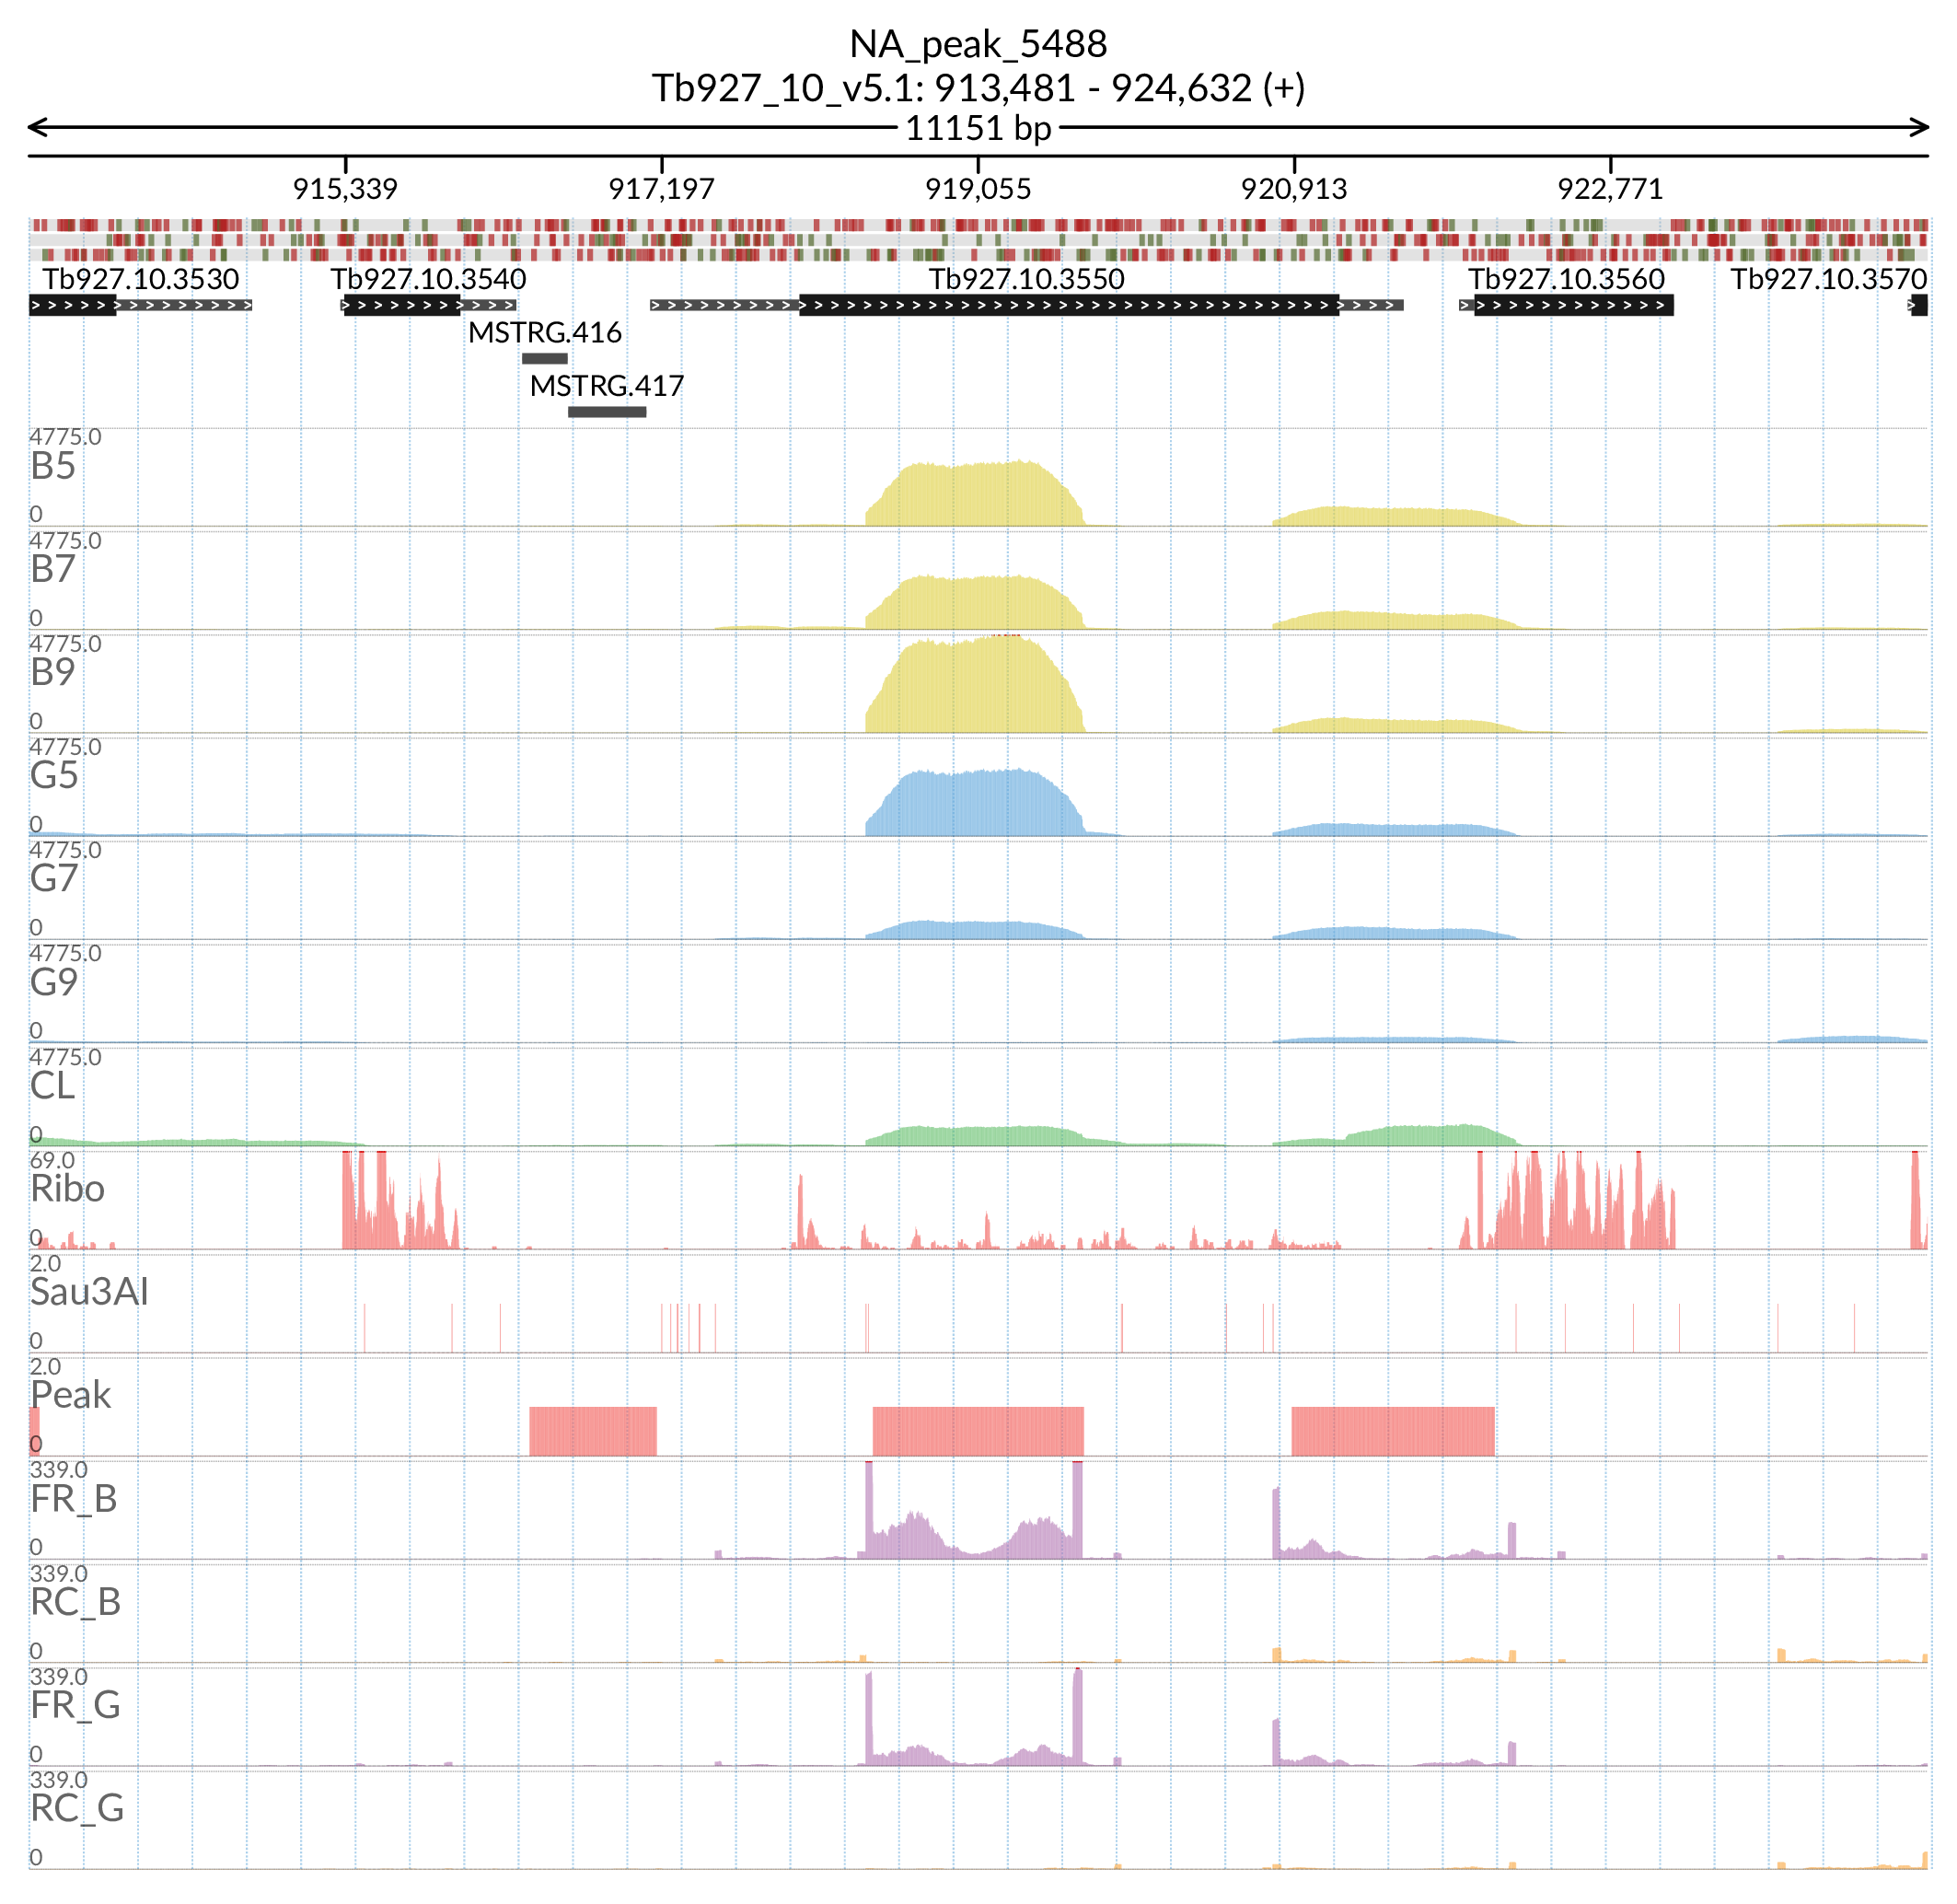 NA_peak_5488
Tb927_10_v5.1: 913,481 - 924,632 (+)
11151 bp
915,339 917,197 919,055 920,913 922,771
Tb927.10.3530 Tb927.10.3540 Tb927.10.3550 Tb927.10.3560 Tb927.10.3570
MSTRG.416
MSTRG.417
4775.0
B5
0
4775.0
B7
0
4775.0
B9
0
4775.0
G5
0
4775.0
G7
0
4775.0
G9
0
4775.0
CL
0
69.0
Ribo
0
2.0
Sau3AI
0
2.0
Peak
0
339.0
FR_B
0
339.0
RC_B
0
339.0
FR_G
0
339.0
RC_G
0